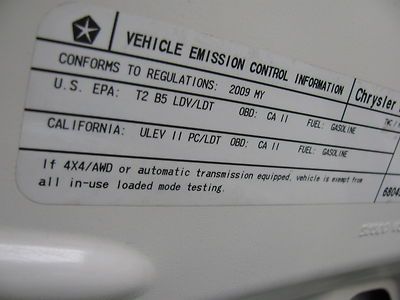 VEHICLE EMISSION CONTROL INFORMATION
Chrysler
CONFORMS TO REGULATIONS: 2009 MY
U.S. EPA: T2 B5 LDV/LDT OBD: CA II FUEL: GASOLINE
CALIFORNIA: ULEV II PC/LDT OBD: CA II FUEL: GASOLINE
If 4X4/AWD or automatic transmission equipped, vehicle is exempt from
all in-use loaded mode testing.